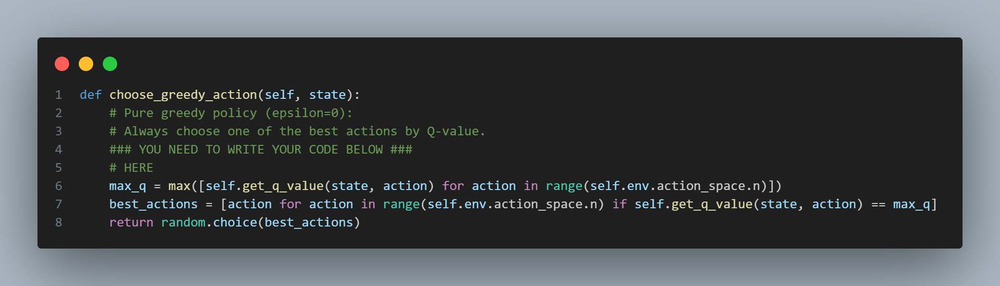 1 def choose_greedy_action(self, state):
2     # Pure greedy policy (epsilon=0):
3     # Always choose one of the best actions by Q-value.
4     ### YOU NEED TO WRITE YOUR CODE BELOW ###
5     # HERE
6     max_q = max([self.get_q_value(state, action) for action in range(self.env.action_space.n)])
7     best_actions = [action for action in range(self.env.action_space.n) if self.get_q_value(state, action) == max_q]
8     return random.choice(best_actions)